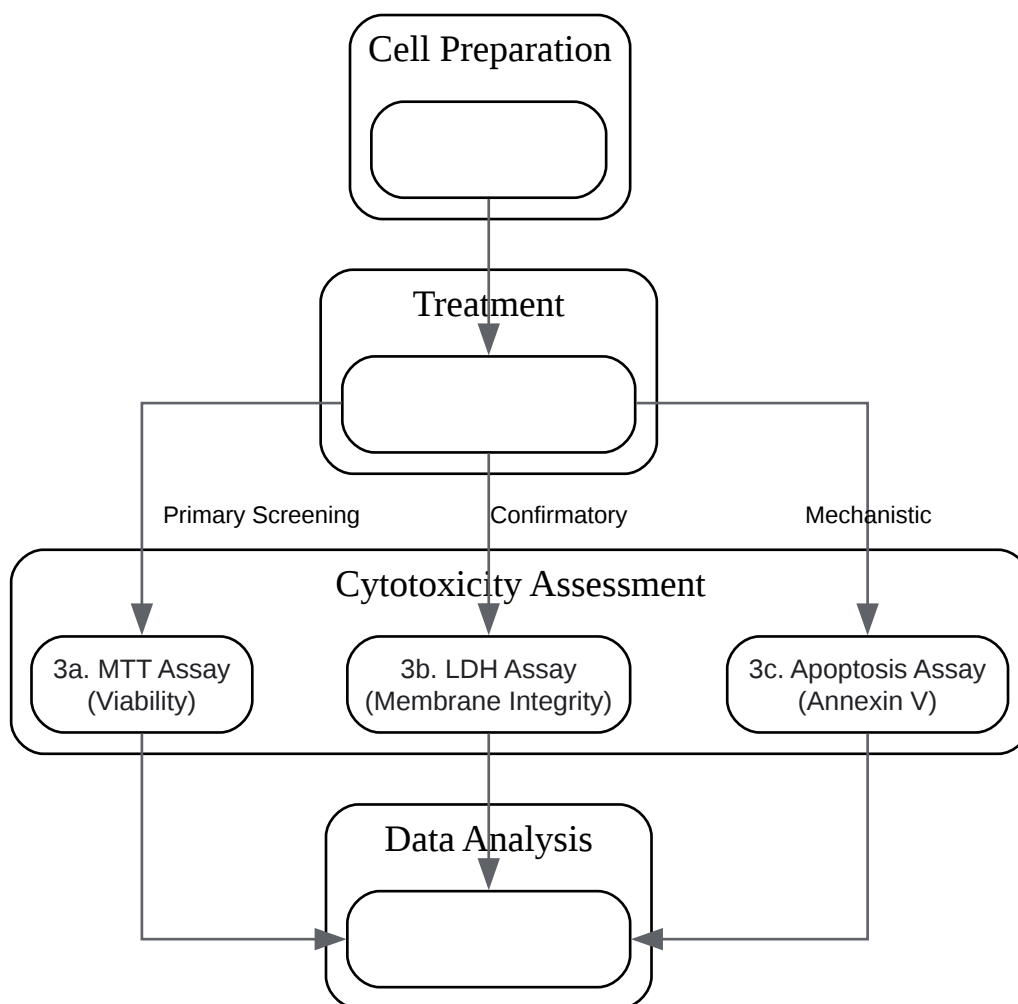 Cell Preparation
Treatment
Primary Screening
Confirmatory
Mechanistic
Cytotoxicity Assessment
3a. MTT Assay
(Viability)
3b. LDH Assay
(Membrane Integrity)
3c. Apoptosis Assay
(Annexin V)
Data Analysis